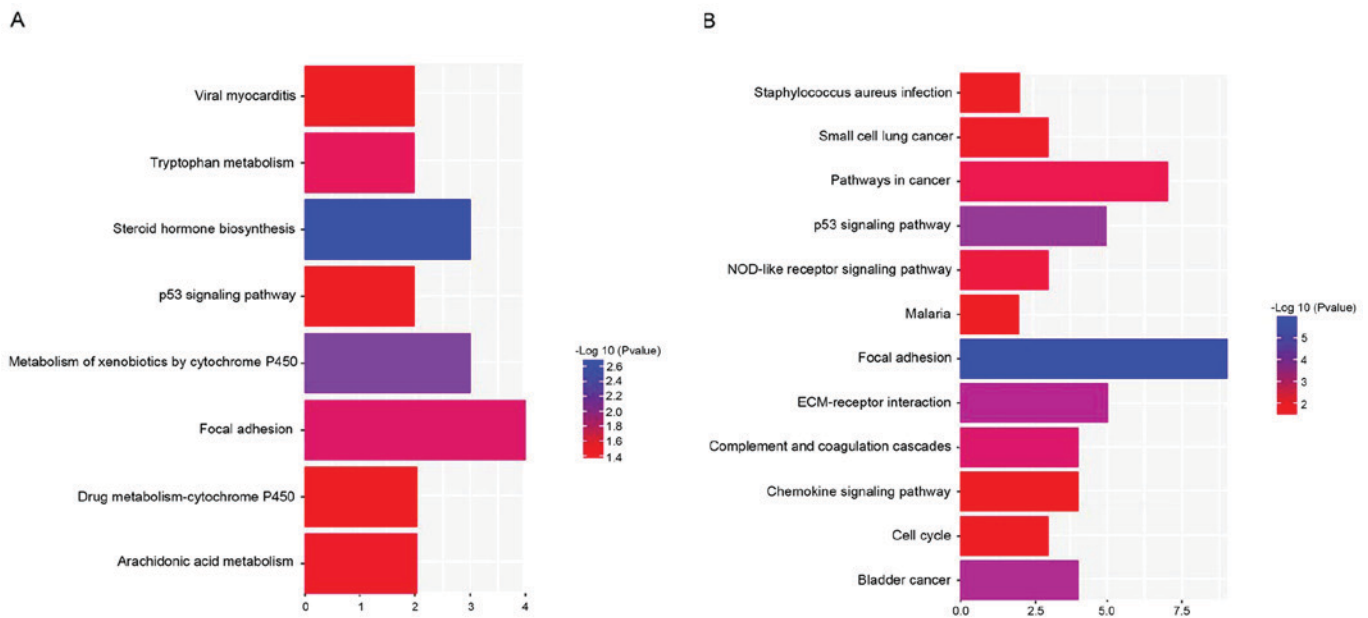 A
Viral myocarditis
Tryptophan metabolism
Steroid hormone biosynthesis
p53 signaling pathway
Metabolism of xenobiotics by cytochrome P450
Focal adhesion
Drug metabolism-cytochrome P450
Arachidonic acid metabolism
0 1 2 3 4
-Log 10 (Pvalue)
2.6
2.4
2.2
2.0
1.8
1.6
1.4
B
Staphylococcus aureus infection
Small cell lung cancer
Pathways in cancer
p53 signaling pathway
NOD-like receptor signaling pathway
Malaria
Focal adhesion
ECM-receptor interaction
Complement and coagulation cascades
Chemokine signaling pathway
Cell cycle
Bladder cancer
0.0 2.5 5.0 7.5
-Log 10 (Pvalue)
5
4
3
2